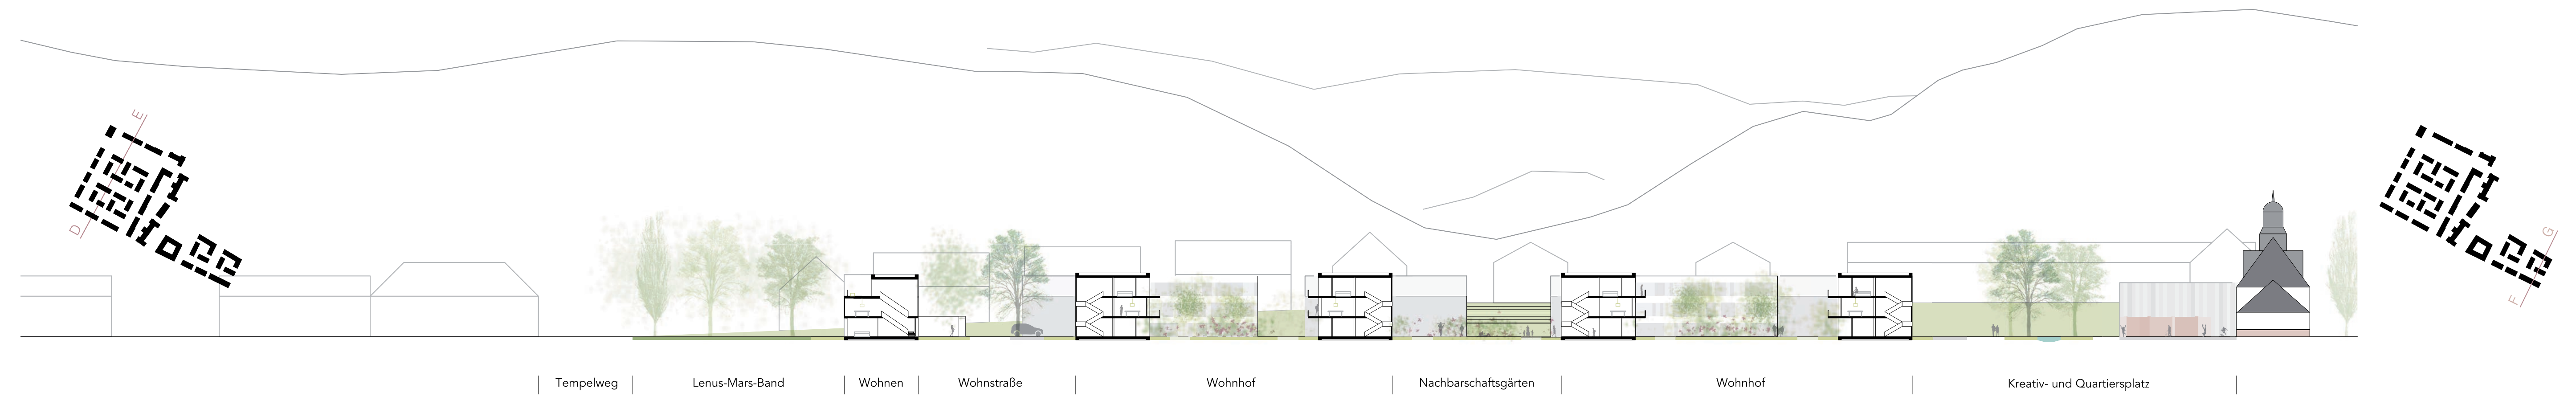 E
D
G
F
Tempelweg
Lenus-Mars-Band
Wohnen
Wohnstraße
Wohnhof
Nachbarschaftsgärten
Wohnhof
Kreativ- und Quartiersplatz